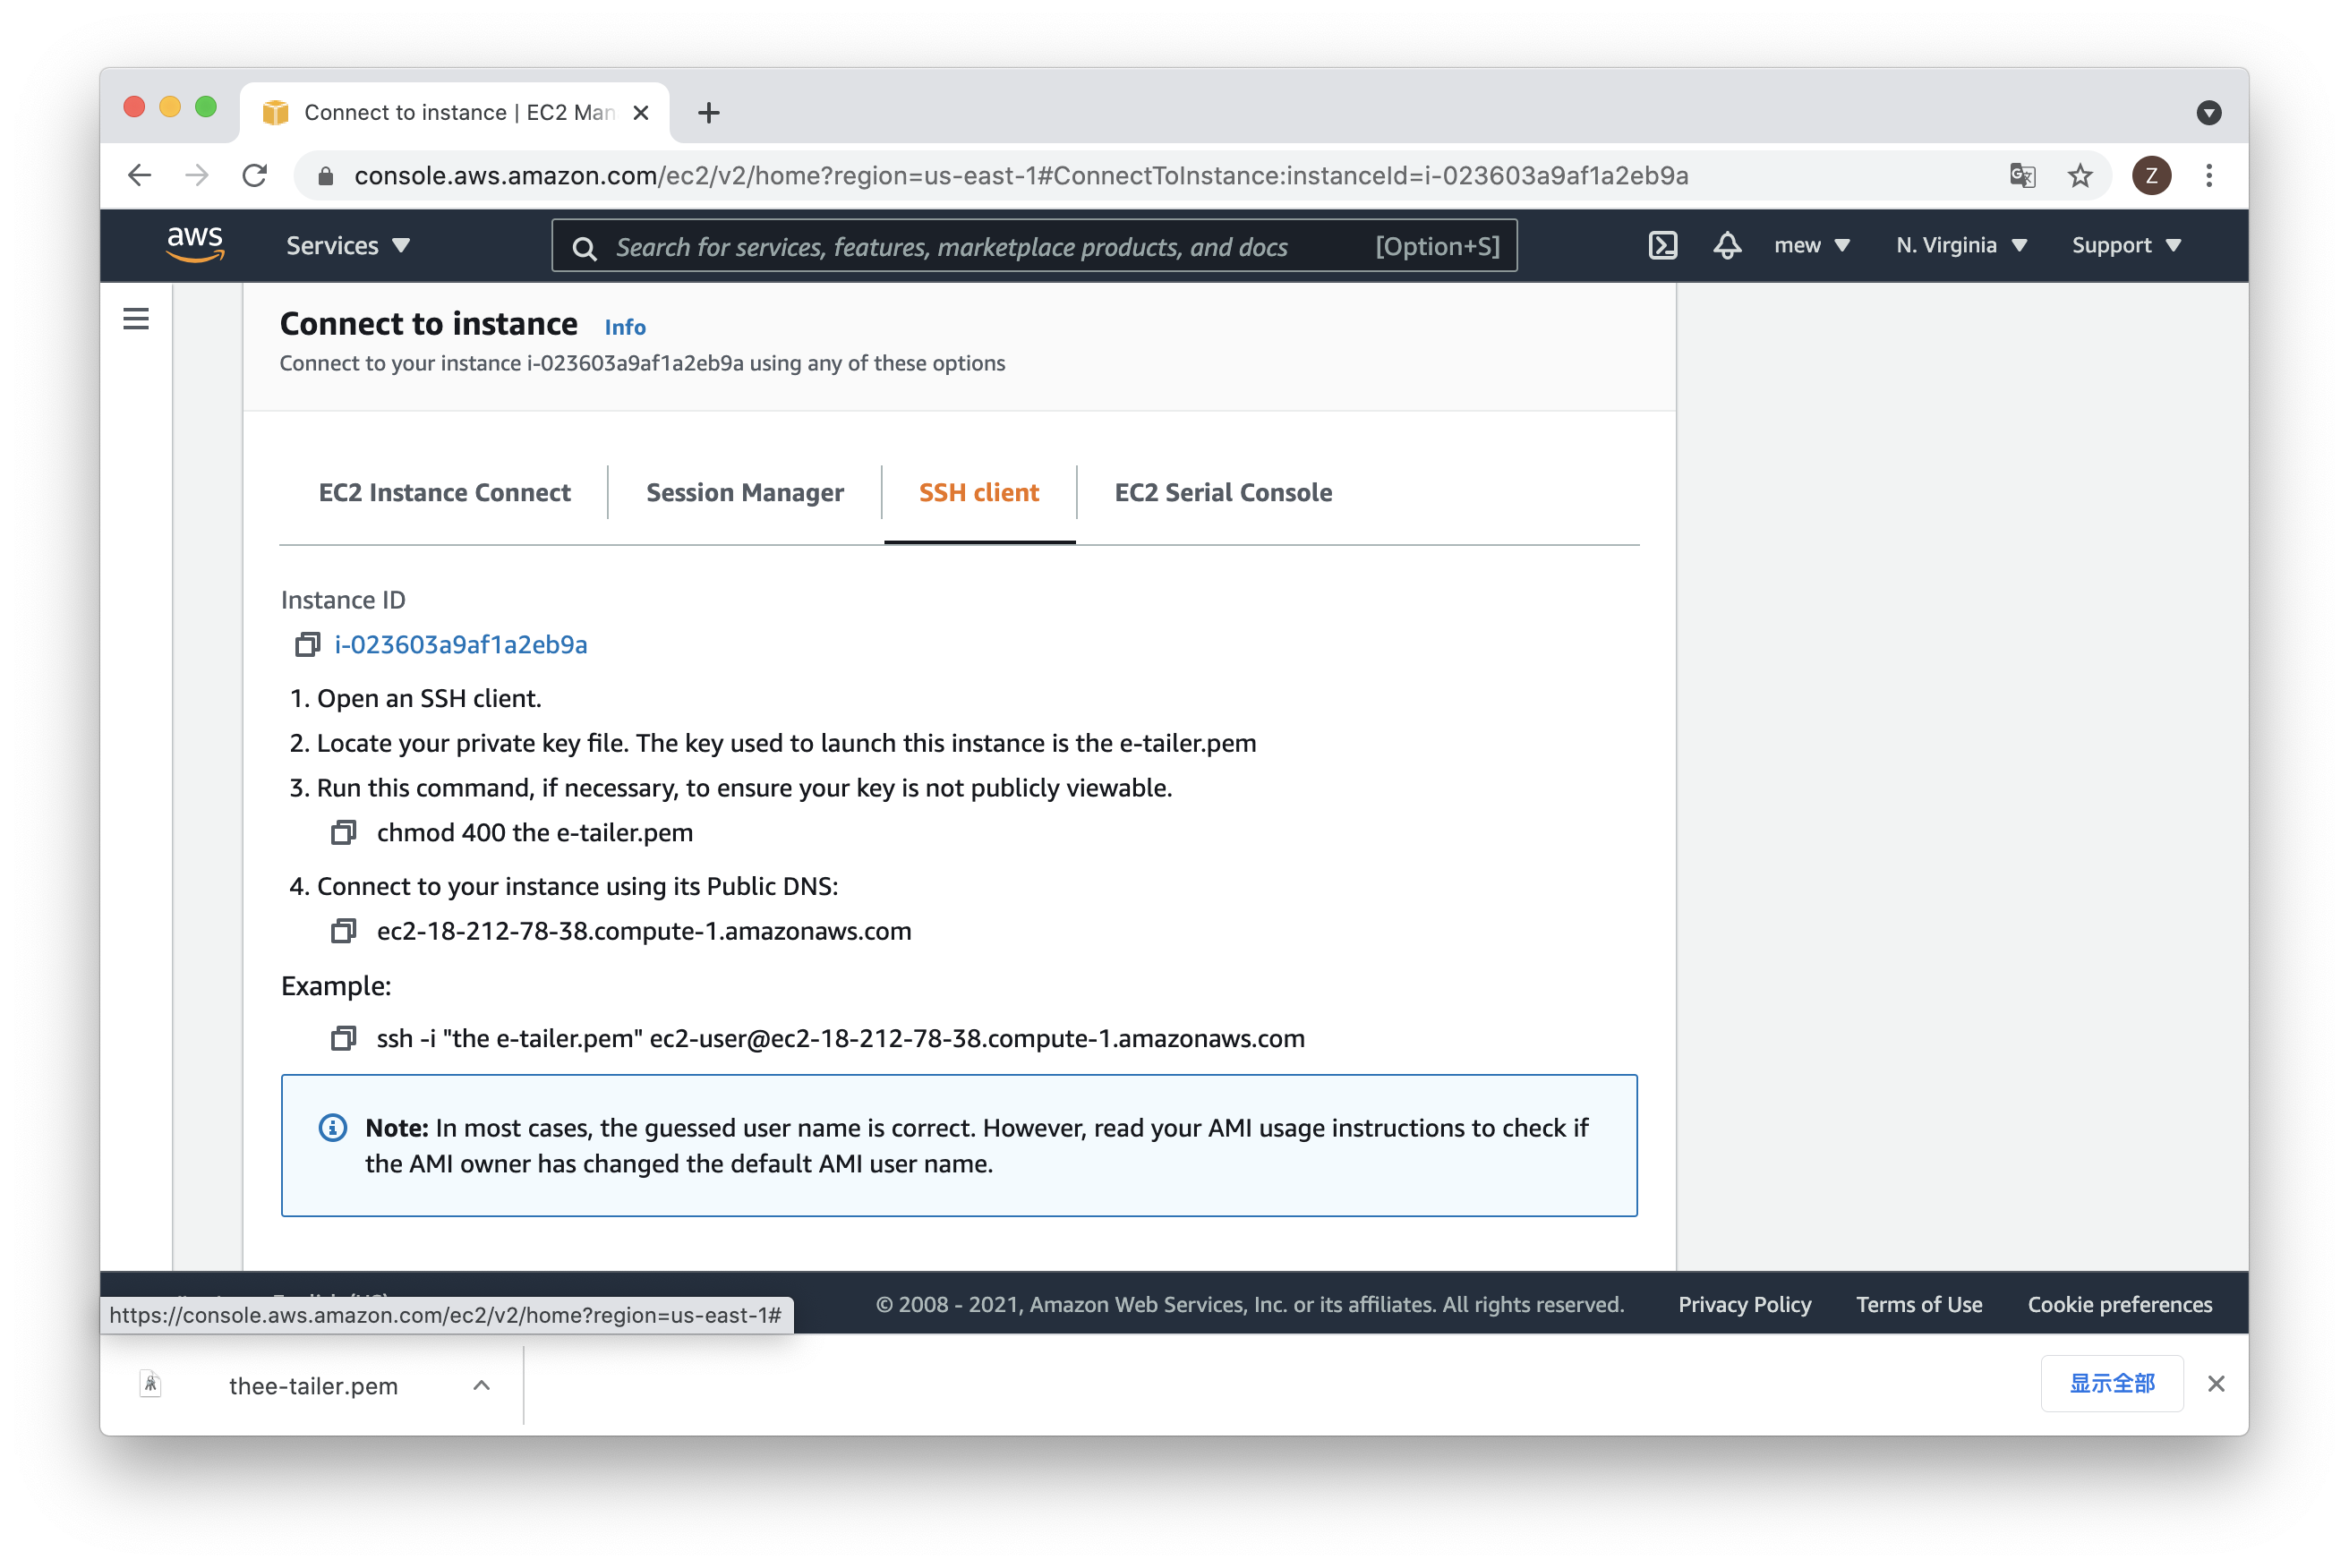 Connect to instance | EC2 Man
console.aws.amazon.com/ec2/v2/home?region=us-east-1#ConnectToInstance:instanceId=i-023603a9af1a2eb9a
Z
aws
Services
Search for services, features, marketplace products, and docs
[Option+S]
mew
N. Virginia
Support
Connect to instance Info
Connect to your instance i-023603a9af1a2eb9a using any of these options
EC2 Instance Connect
Session Manager
SSH client
EC2 Serial Console
Instance ID
i-023603a9af1a2eb9a
1. Open an SSH client.
2. Locate your private key file. The key used to launch this instance is the e-tailer.pem
3. Run this command, if necessary, to ensure your key is not publicly viewable.
chmod 400 the e-tailer.pem
4. Connect to your instance using its Public DNS:
ec2-18-212-78-38.compute-1.amazonaws.com
Example:
ssh -i "the e-tailer.pem" ec2-user@ec2-18-212-78-38.compute-1.amazonaws.com
Note: In most cases, the guessed user name is correct. However, read your AMI usage instructions to check if
the AMI owner has changed the default AMI user name.
© 2008 - 2021, Amazon Web Services, Inc. or its affiliates. All rights reserved.
Privacy Policy
Terms of Use
Cookie preferences
https://console.aws.amazon.com/ec2/v2/home?region=us-east-1#
thee-tailer.pem
显示全部